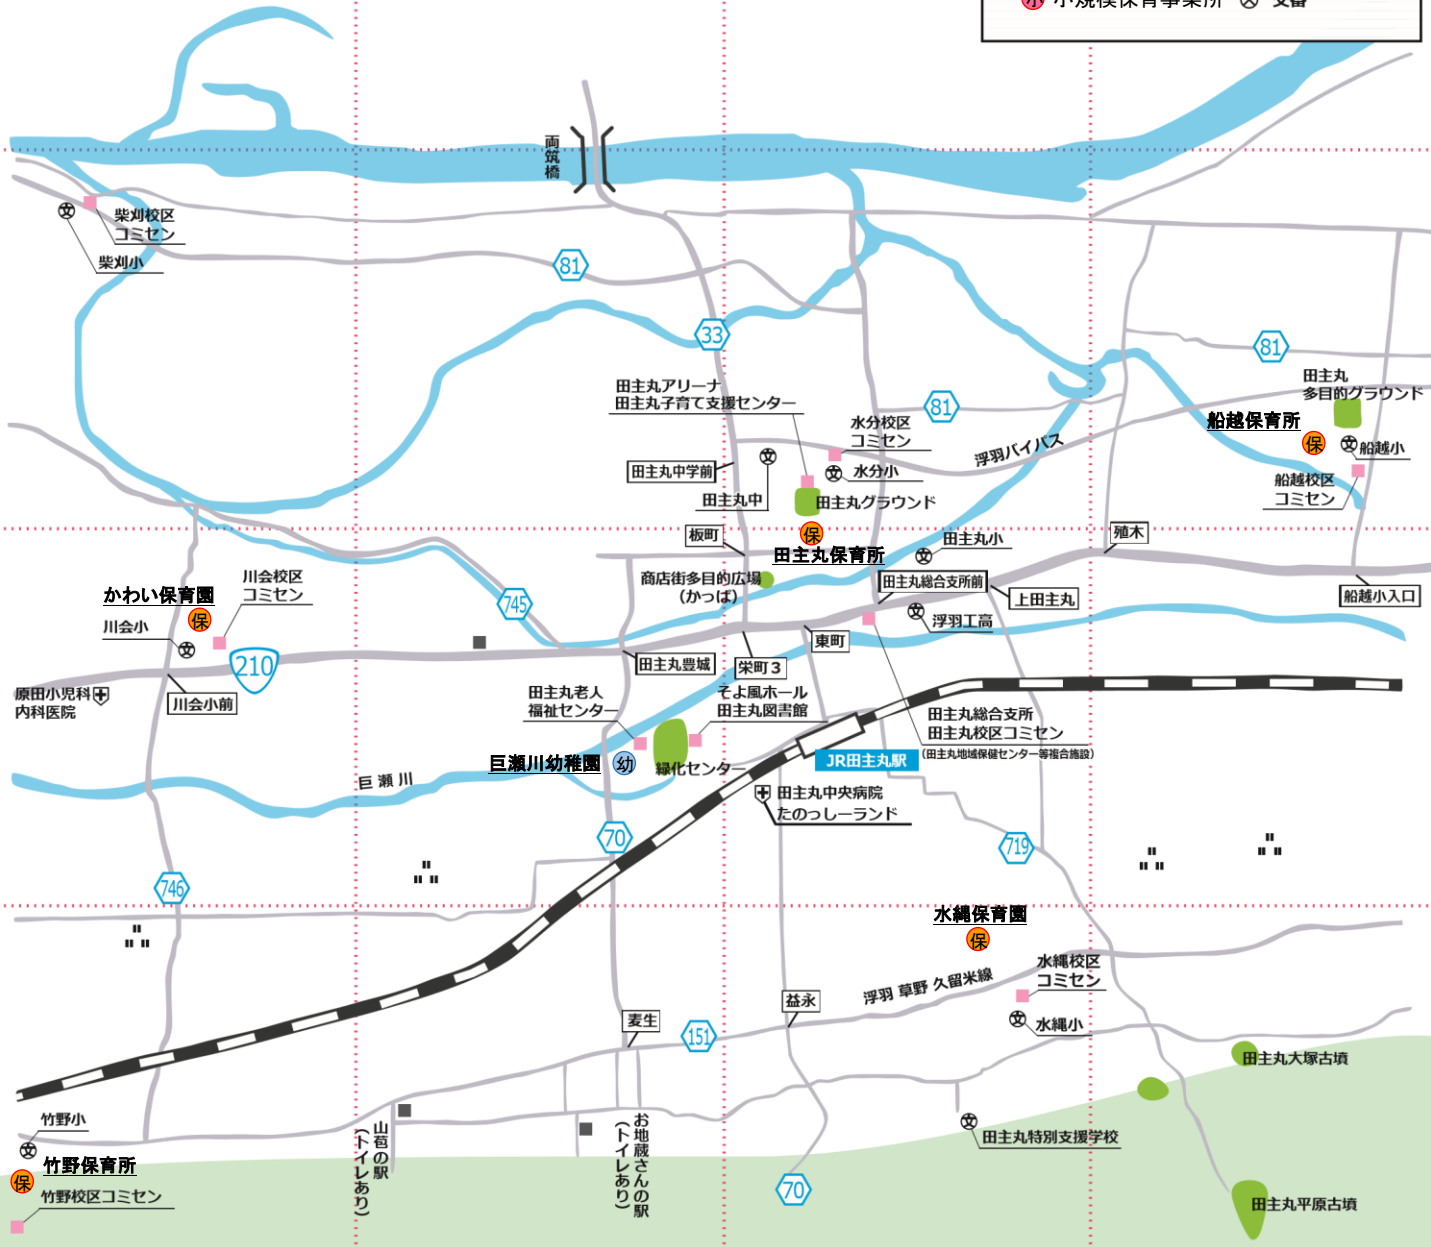 小規模保育事業所
交番
両筑橋
文
柴刈校区
コミセン
柴刈小
81
33
81
81
田主丸アリーナ
田主丸子育て支援センター
水分校区
コミセン
文
水分小
浮羽バイパス
田主丸
多目的グラウンド
船越保育所
保
文
船越小
船越校区
コミセン
田主丸中学前
文
田主丸中
田主丸グラウンド
保
田主丸保育所
板町
商店街多目的広場
(かっぱ)
文
田主丸小
田主丸総合支所前
上田主丸
殖木
船越小入口
文
浮羽工高
かわい保育園
保
川会校区
コミセン
川会小
文
745
210
川会小前
原田小児科
内科医院
田主丸豊城
栄町3
東町
田主丸老人
福祉センター
そよ風ホール
田主丸図書館
巨瀬川幼稚園
幼
緑化センター
巨瀬川
JR田主丸駅
田主丸総合支所
田主丸校区コミセン
(田主丸地域保健センター等複合施設)
田主丸中央病院
たのっしーランド
70
719
746
水縄保育園
保
水縄校区
コミセン
浮羽 草野 久留米線
文
水縄小
益永
麦生
151
田主丸大塚古墳
竹野小
文
竹野保育所
保
竹野校区コミセン
山苞の駅
(トイレあり)
お地蔵さんの駅
(トイレあり)
文
田主丸特別支援学校
70
田主丸平原古墳